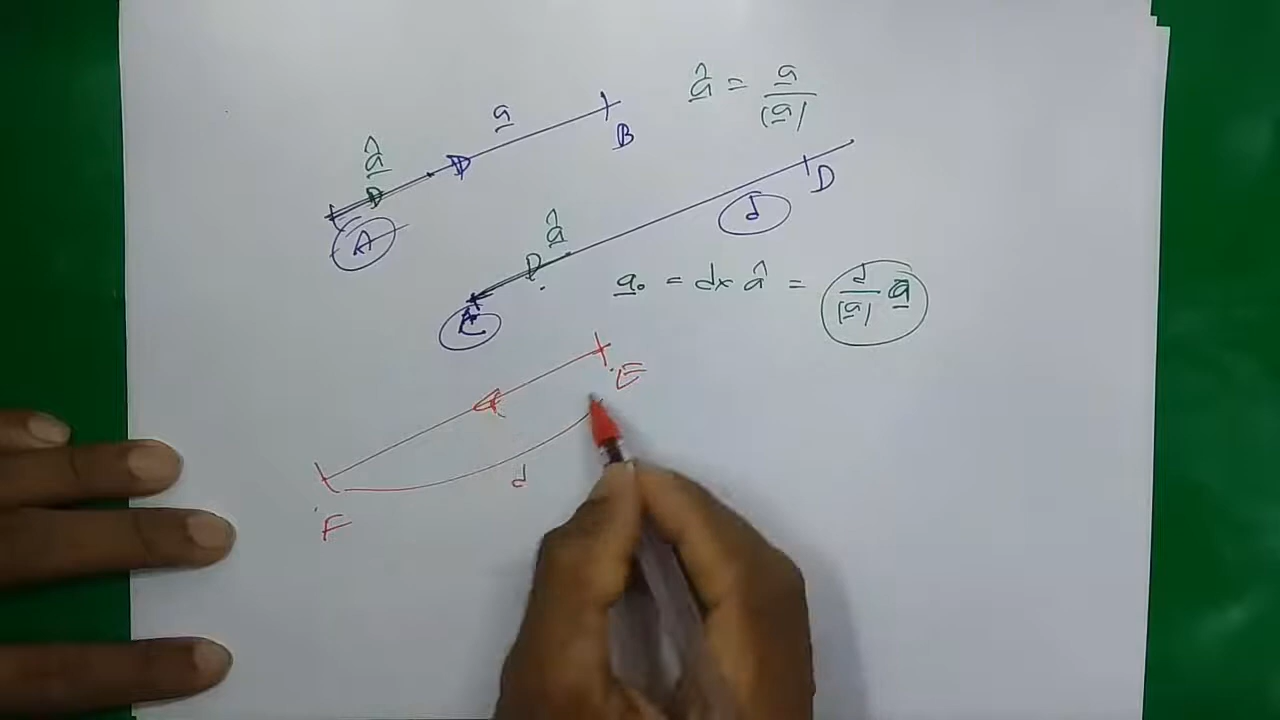 â = a / |a|
a
B
â
A
D
d
â
C
a₀ = d × â = d / |a| a
E
d
F